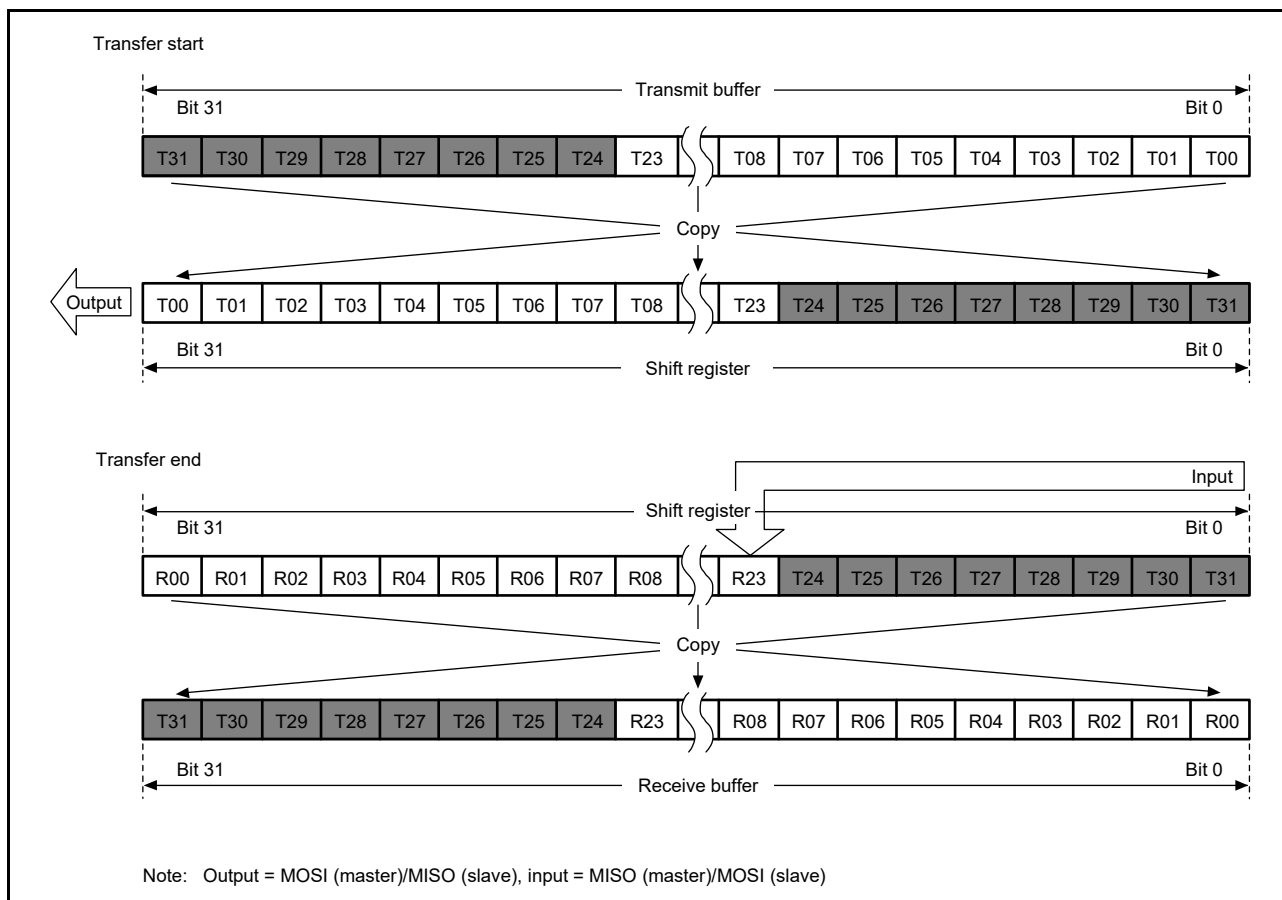 Transfer start
Transmit buffer
Bit 31 Bit 0
T31 T30 T29 T28 T27 T26 T25 T24 T23 T08 T07 T06 T05 T04 T03 T02 T01 T00
Copy
Output T00 T01 T02 T03 T04 T05 T06 T07 T08 T23 T24 T25 T26 T27 T28 T29 T30 T31
Bit 31 Bit 0
Shift register
Transfer end
Input
Shift register
Bit 31 Bit 0
R00 R01 R02 R03 R04 R05 R06 R07 R08 R23 T24 T25 T26 T27 T28 T29 T30 T31
Copy
T31 T30 T29 T28 T27 T26 T25 T24 R23 R08 R07 R06 R05 R04 R03 R02 R01 R00
Bit 31 Bit 0
Receive buffer
Note: Output = MOSI (master)/MISO (slave), input = MISO (master)/MOSI (slave)